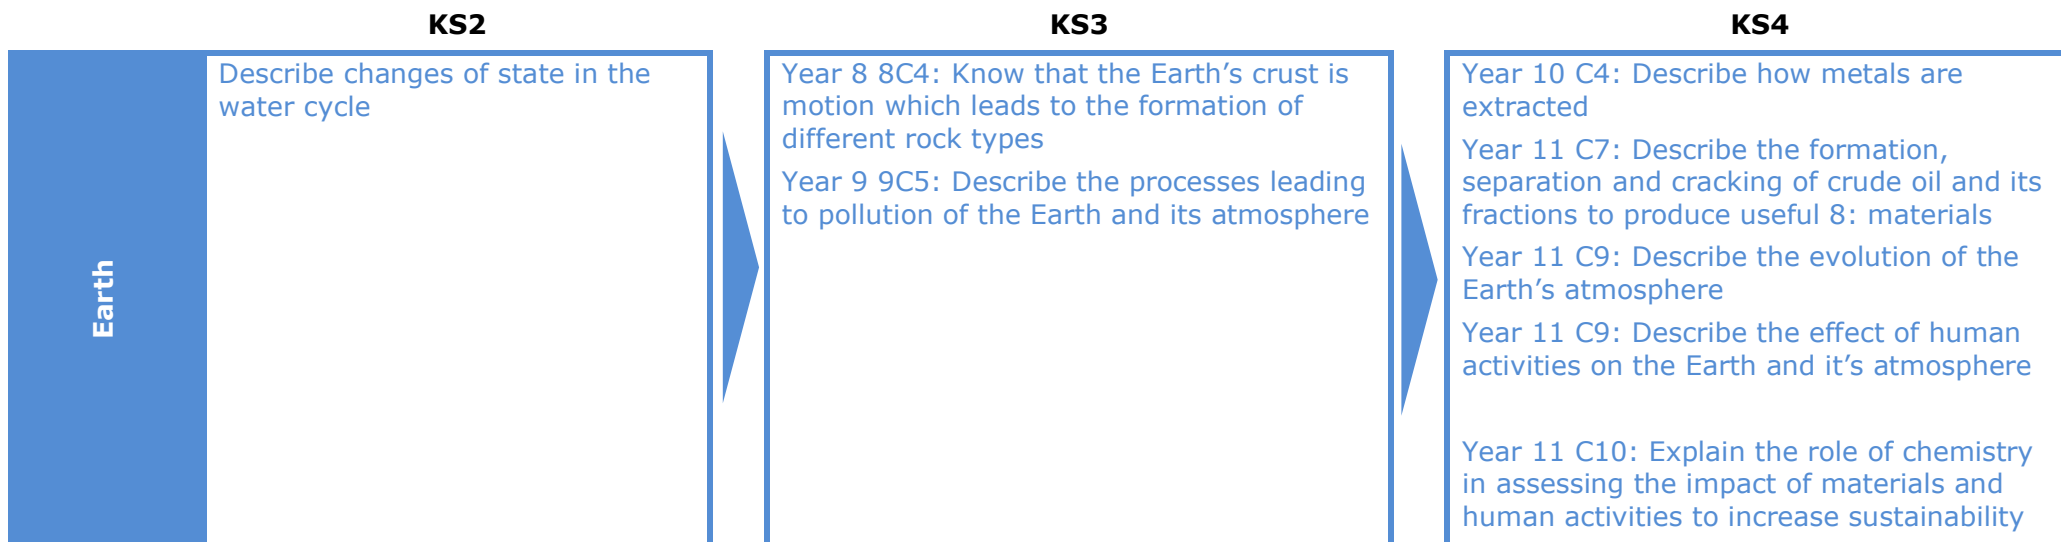 KS2
KS3
KS4
Earth
Describe changes of state in the
water cycle
Year 8 8C4: Know that the Earth’s crust is
motion which leads to the formation of
different rock types
Year 9 9C5: Describe the processes leading
to pollution of the Earth and its atmosphere
Year 10 C4: Describe how metals are
extracted
Year 11 C7: Describe the formation,
separation and cracking of crude oil and its
fractions to produce useful 8: materials
Year 11 C9: Describe the evolution of the
Earth’s atmosphere
Year 11 C9: Describe the effect of human
activities on the Earth and it’s atmosphere
Year 11 C10: Explain the role of chemistry
in assessing the impact of materials and
human activities to increase sustainability